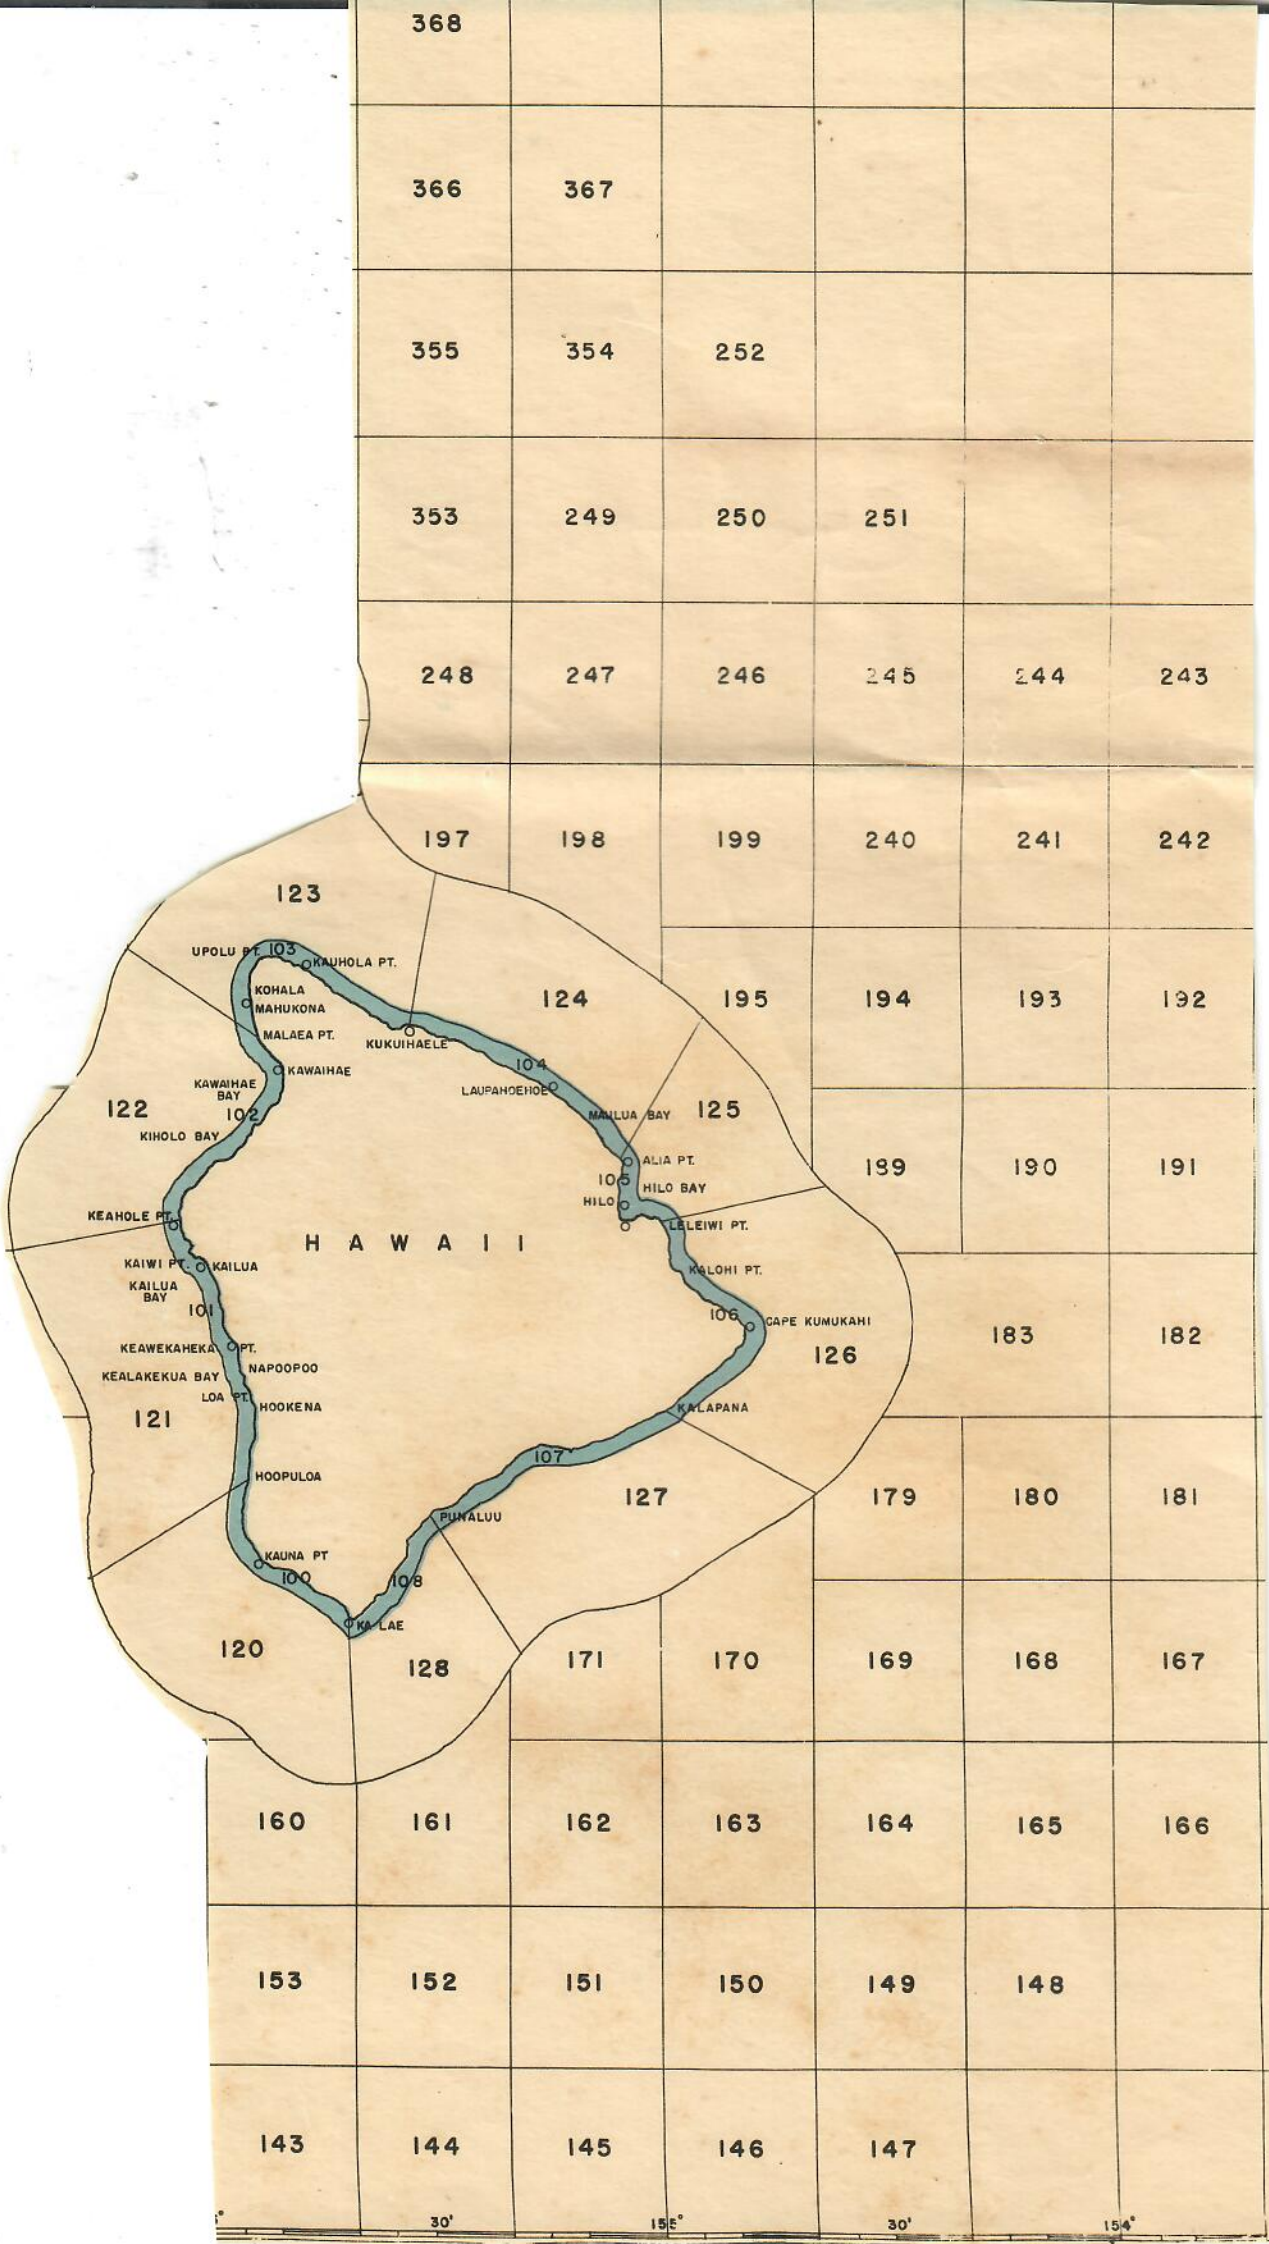 368
366 367
355 354 252
353 249 250 251
248 247 246 245 244 243
197 198 199 240 241 242
123
UPOLU PT. 103
KAUHOLA PT.
KOHALA
MAHUKONA
124 195 194 193 192
MALAEA PT.
KUKUIHAELE
KAWAIHAE
104
KAWAIHAE
BAY
LAUPAHOEHOE
122 102
MAULUA BAY 125
KIHOLO BAY
ALIA PT.
189 190 191
105
HILO BAY
HILO
KEAHOLE PT.
LELEIWI PT.
HAWAII
KAIWI PT. KAILUA
KALOHI PT.
KAILUA
BAY
101
106 CAPE KUMUKAHI
183 182
KEAWEKAHEKA PT.
126
NAPOOPOO
KEALAKEKUA BAY
LOA PT.
HOOKENA
KALAPANA
121
107
HOOPULOA
127 179 180 181
PUNALUU
KAUNA PT
100 108
KA LAE
120 128 171 170 169 168 167
160 161 162 163 164 165 166
153 152 151 150 149 148
143 144 145 146 147
30' 155° 30' 154°